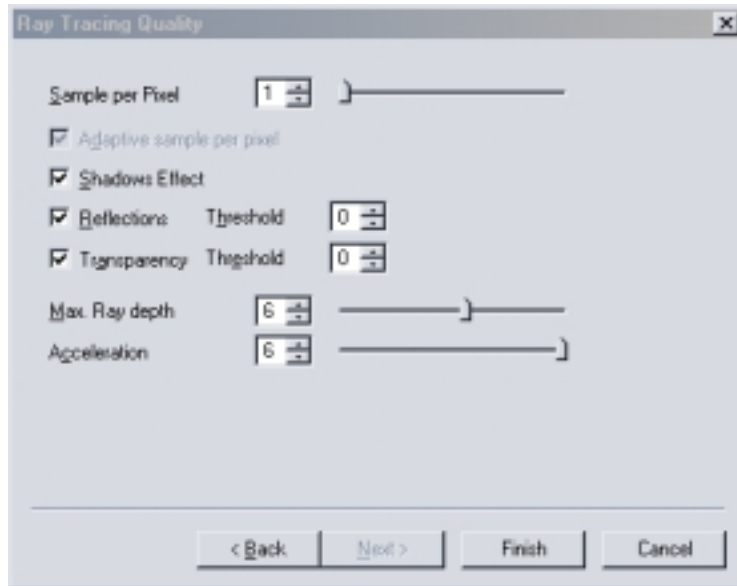 Ray Tracing Quality
Sample per Pixel 1
Adaptive sample per pixel
Shadows Effect
Reflections Threshold 0
Transparency Threshold 0
Max. Ray depth 6
Acceleration 6
< Back Next > Finish Cancel